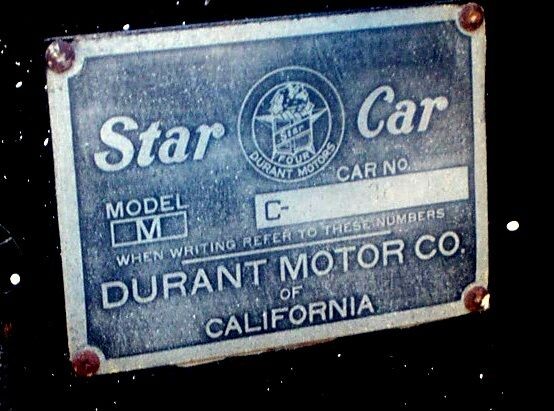 Star Car
Star
FOUR
DURANT MOTORS
CAR NO.
MODEL
M
C-
WHEN WRITING REFER TO THESE NUMBERS
DURANT MOTOR CO.
OF
CALIFORNIA